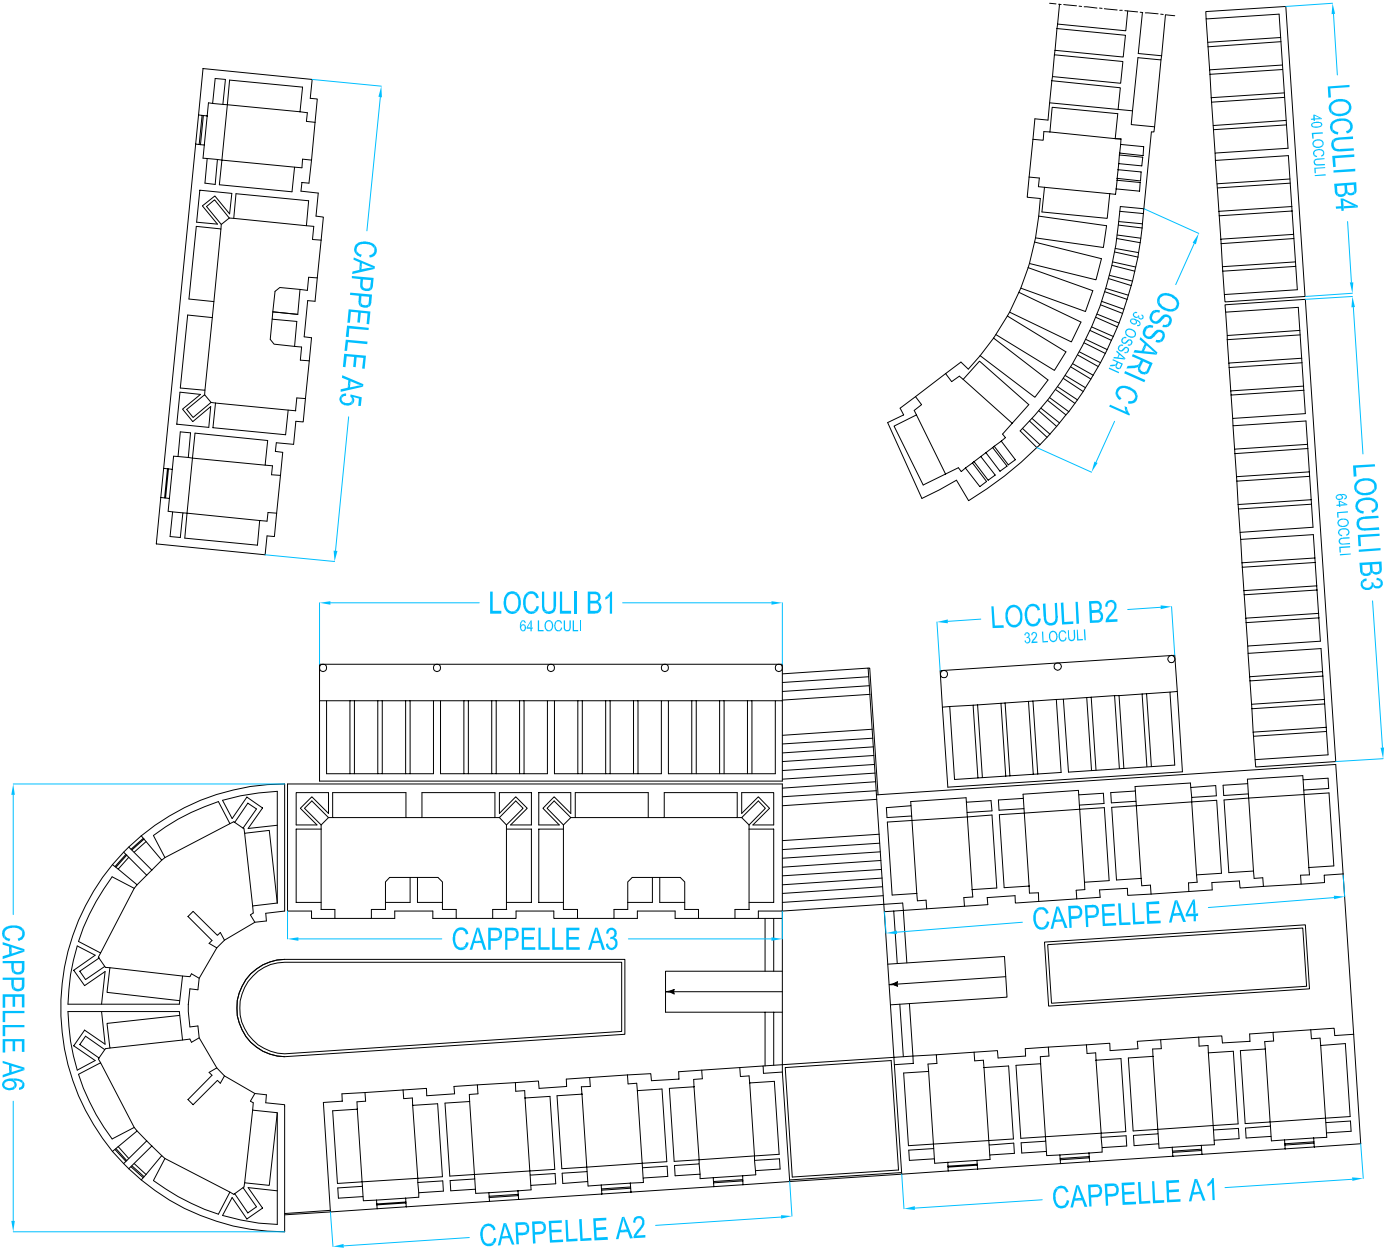 LOCULI B4
40 LOCULI
CAPPELLE A5
OSSARI C1
36 OSSARI
LOCULI B3
64 LOCULI
LOCULI B1
64 LOCULI
LOCULI B2
32 LOCULI
CAPPELLE A4
CAPPELLE A3
CAPPELLE A6
CAPPELLE A1
CAPPELLE A2